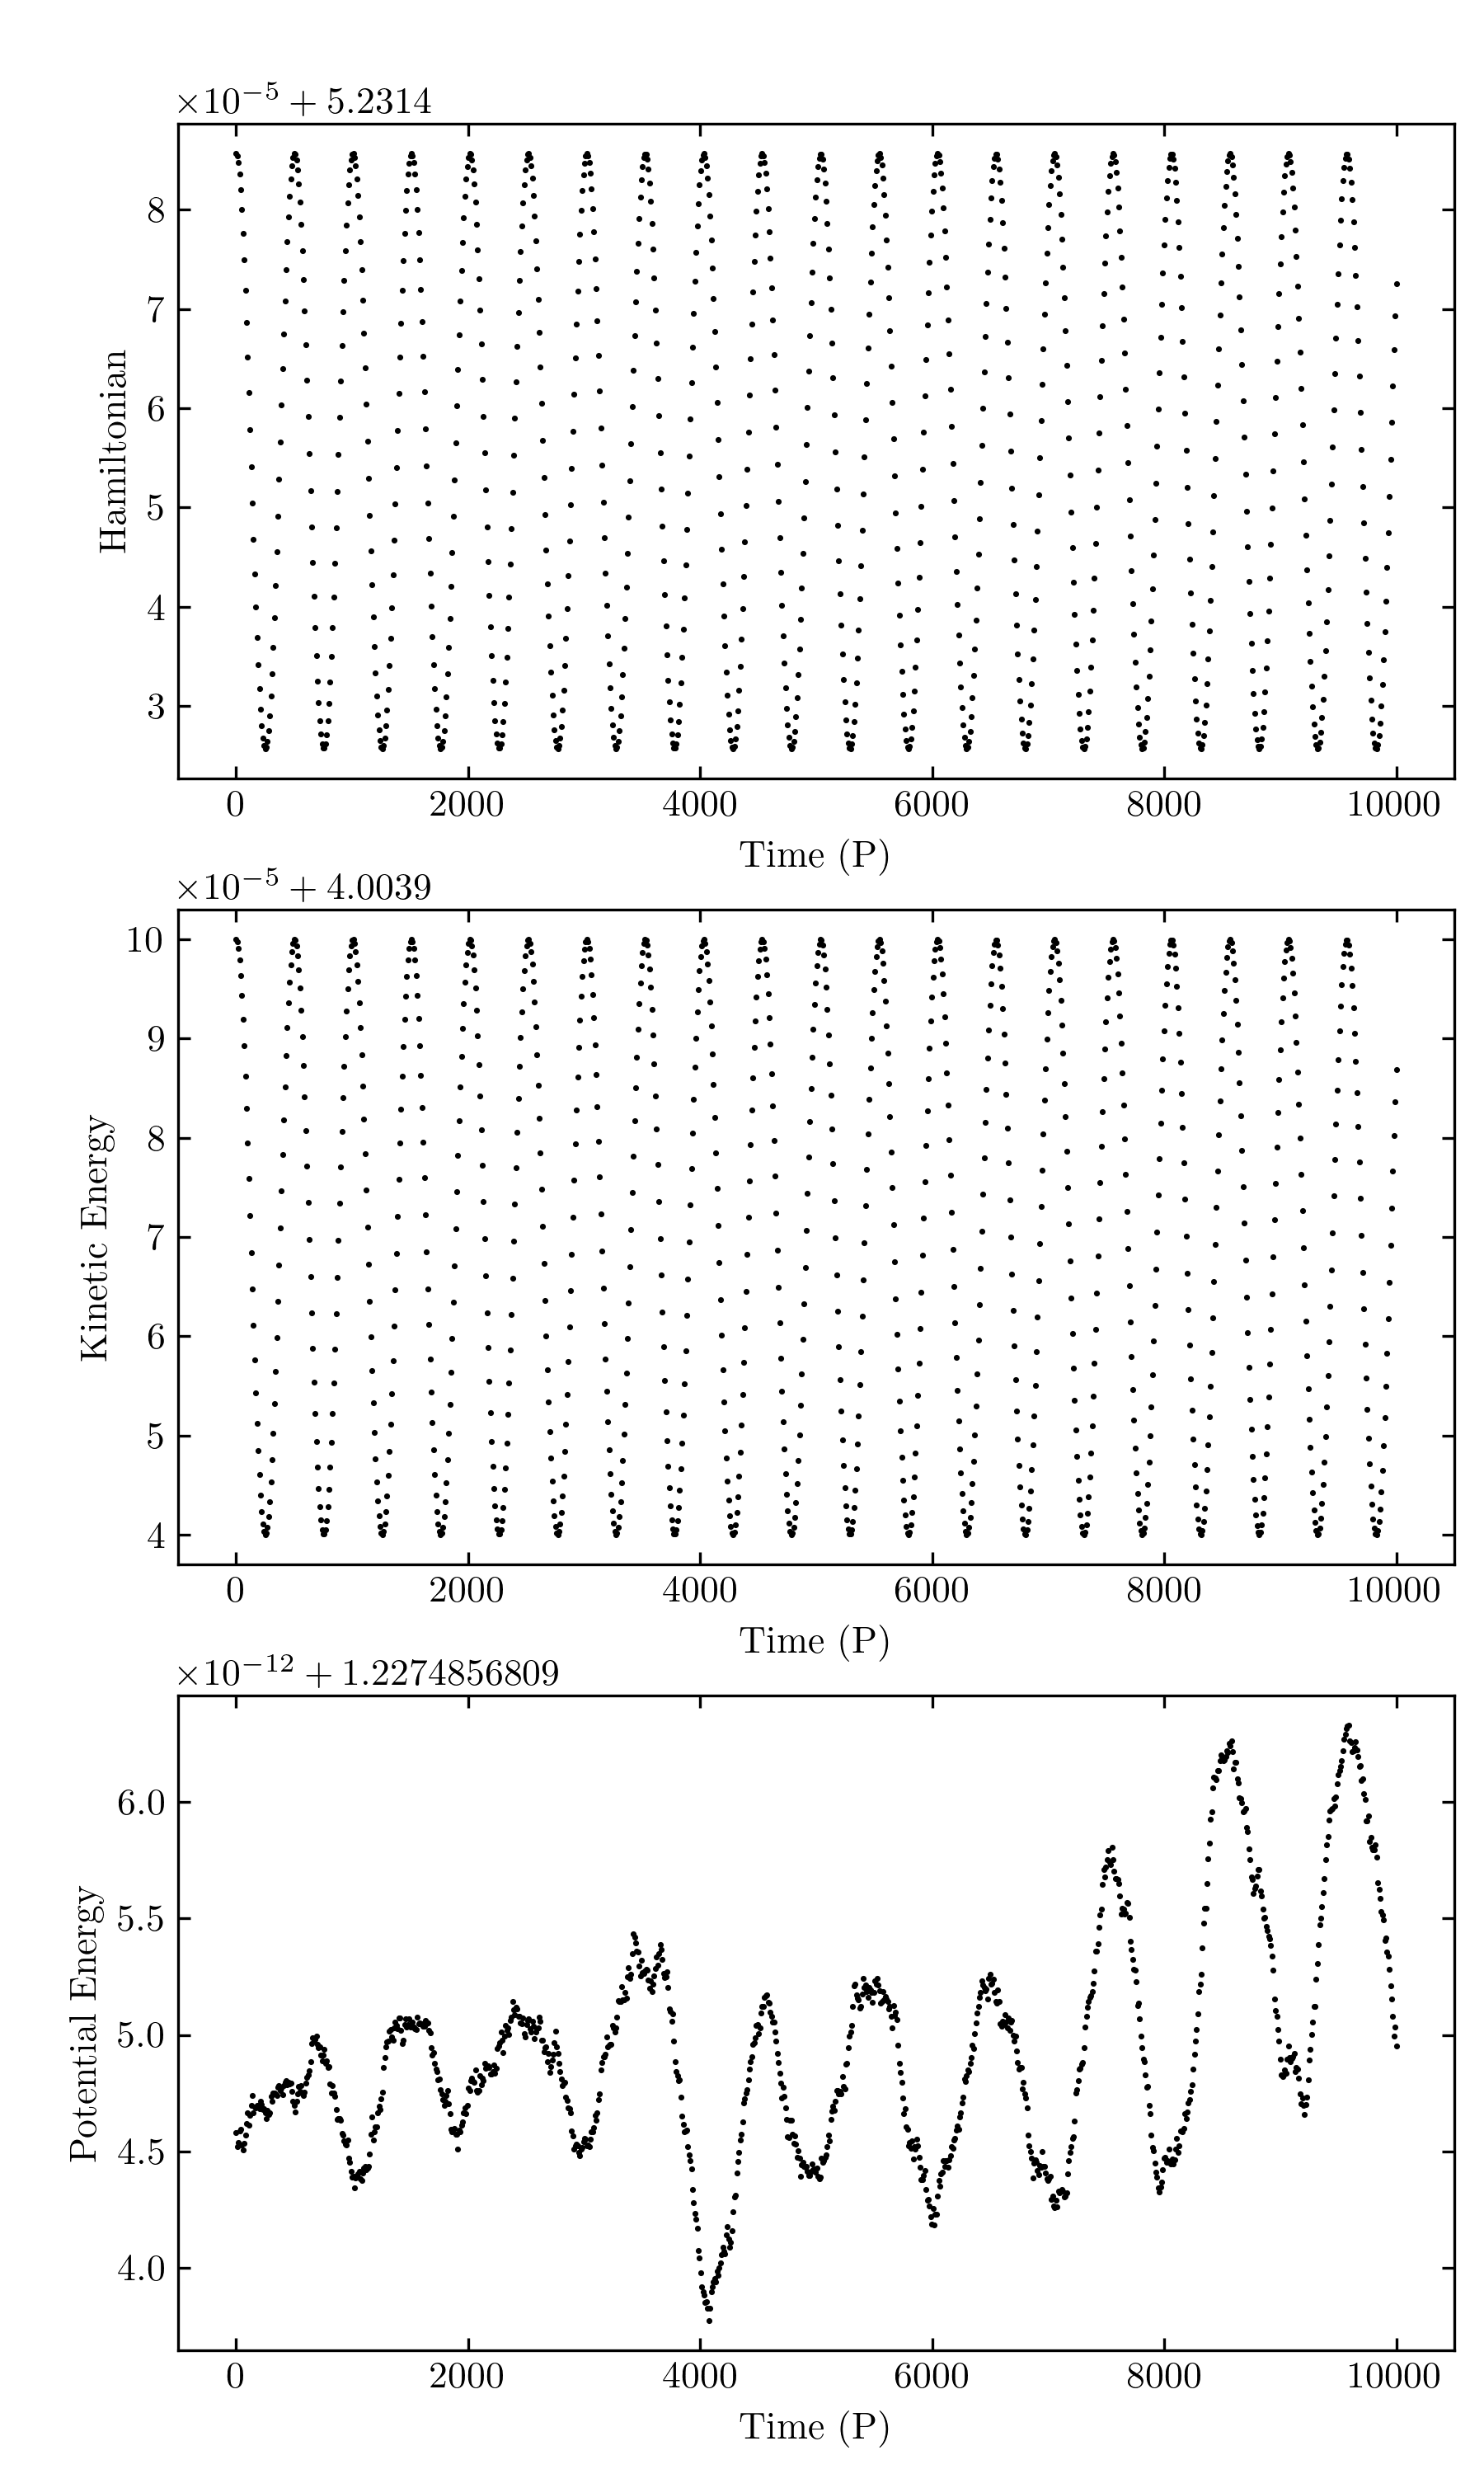 ×10⁻⁵ + 5.2314
8
7
6
5
4
3
Hamiltonian
0 2000 4000 6000 8000 10000
Time (P)
×10⁻⁵ + 4.0039
10
9
8
7
6
5
4
Kinetic Energy
0 2000 4000 6000 8000 10000
Time (P)
×10⁻¹² + 1.2274856809
6.0
5.5
5.0
4.5
4.0
Potential Energy
0 2000 4000 6000 8000 10000
Time (P)